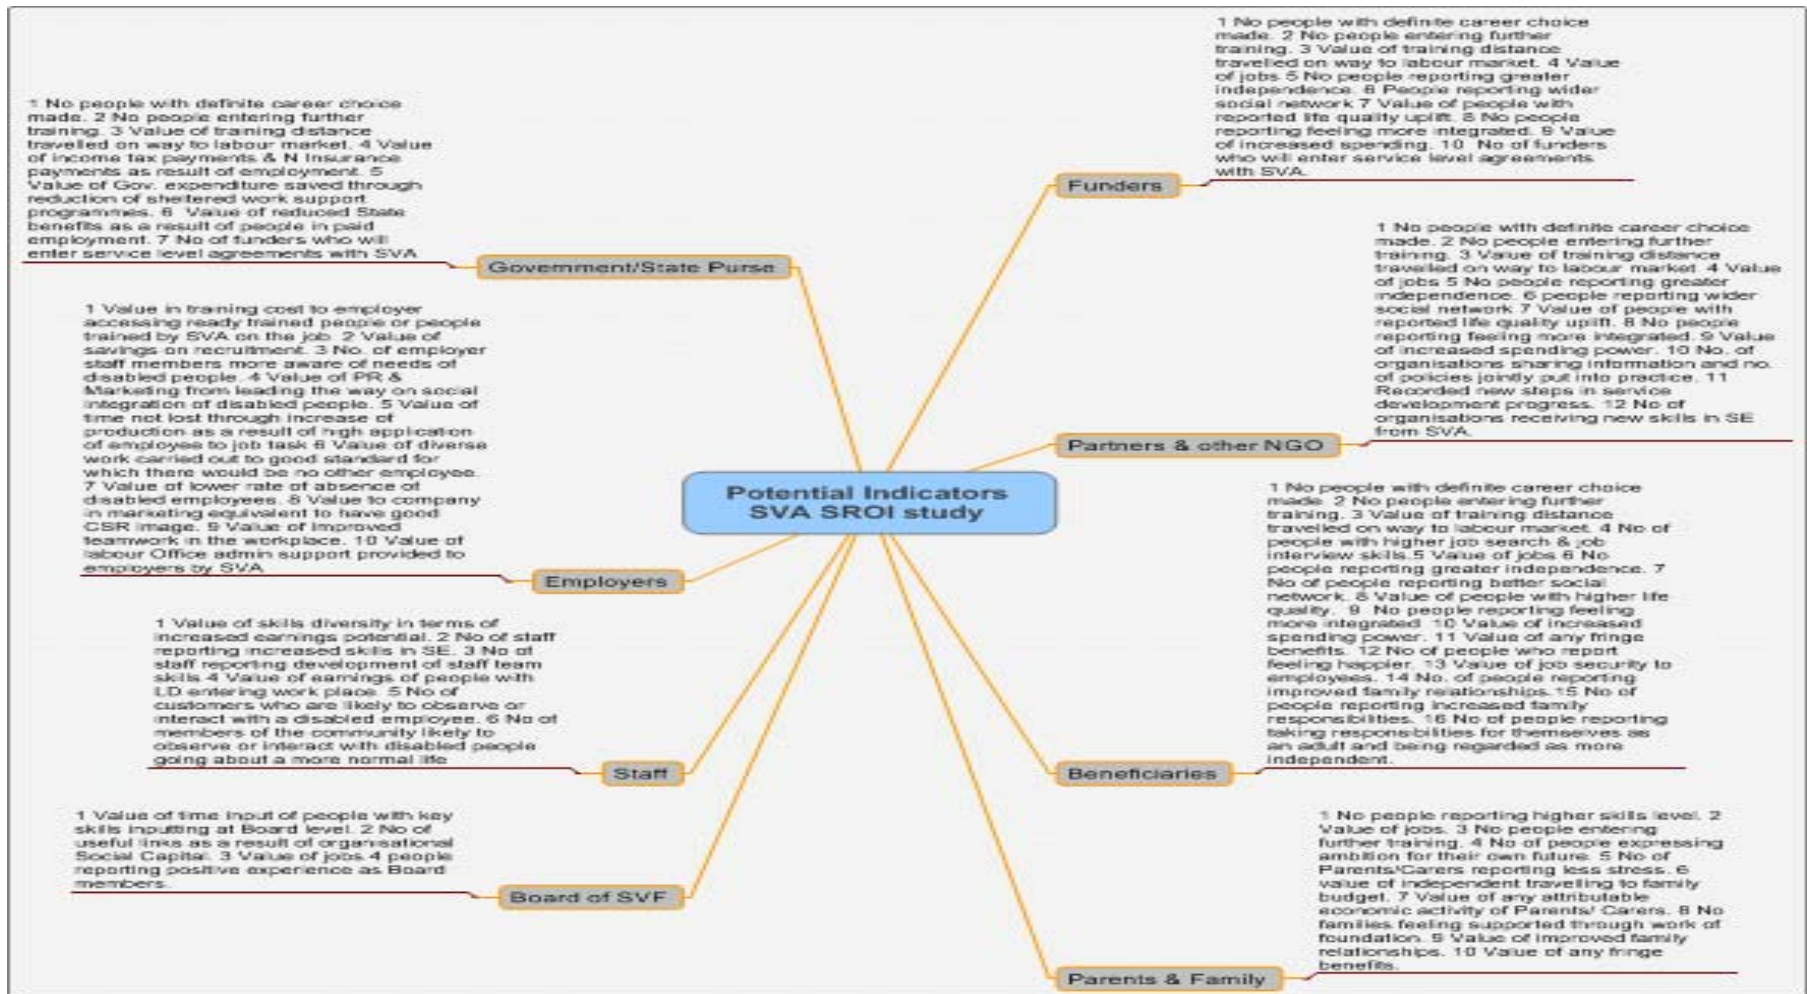 1 No people with definite career choice
made. 2 No people entering further
training. 3 Value of training distance
travelled on way to labour market. 4 Value
of income tax payments & N Insurance
payments as result of employment. 5
Value of Gov. expenditure saved through
reduction of sheltered work support
programmes. 6 Value of reduced State
benefits as a result of people in paid
employment. 7 No of funders who will
enter service level agreements with SVA
Government/State Purse
1 Value in training cost to employer
accessing ready trained people or people
trained by SVA on the job. 2 Value of
savings on recruitment. 3 No. of employer
staff members more aware of needs of
disabled people. 4 Value of PR &
Marketing from leading the way on social
integration of disabled people. 5 Value of
time not lost through increase of
production as a result of high application
of employee to job task 6 Value of diverse
work carried out to good standard for
which there would be no other employee.
7 Value of lower rate of absence of
disabled employees. 8 Value to company
in marketing equivalent to have good
CSR image. 9 Value of improved
teamwork in the workplace. 10 Value of
labour Office admin support provided to
employers by SVA
Employers
1 Value of skills diversity in terms of
increased earnings potential. 2 No of staff
reporting increased skills in SE. 3 No of
staff reporting development of staff team
skills 4 Value of earnings of people with
LD entering work place. 5 No of
customers who are likely to observe or
interact with a disabled employee. 6 No of
members of the community likely to
observe or interact with disabled people
going about a more normal life
Staff
1 Value of time input of people with key
skills inputting at Board level. 2 No of
useful links as a result of organisational
Social Capital. 3 Value of jobs 4 people
reporting positive experience as Board
members.
Board of SVF
Potential Indicators
SVA SROI study
1 No people with definite career choice
made. 2 No people entering further
training. 3 Value of training distance
travelled on way to labour market. 4 Value
of jobs 5 No people reporting greater
independence. 6 People reporting wider
social network 7 Value of people with
reported life quality uplift. 8 No people
reporting feeling more integrated. 9 Value
of increased spending. 10 No of funders
who will enter service level agreements
with SVA.
Funders
1 No people with definite career choice
made. 2 No people entering further
training. 3 Value of training distance
travelled on way to labour market 4 Value
of jobs 5 No people reporting greater
independence. 6 people reporting wider
social network 7 Value of people with
reported life quality uplift. 8 No people
reporting feeling more integrated. 9 Value
of increased spending power. 10 No. of
organisations sharing information and no.
of policies jointly put into practice. 11
Recorded new steps in service
development progress. 12 No of
organisations receiving new skills in SE
from SVA.
Partners & other NGO
1 No people with definite career choice
made. 2 No people entering further
training. 3 Value of training distance
travelled on way to labour market. 4 No of
people with higher job search & job
interview skills.5 Value of jobs 6 No
people reporting greater independence. 7
No of people reporting better social
network. 8 Value of people with higher life
quality. 9 No people reporting feeling
more integrated 10 Value of increased
spending power. 11 Value of any fringe
benefits. 12 No of people who report
feeling happier. 13 Value of job security to
employees. 14 No. of people reporting
improved family relationships.15 No of
people reporting increased family
responsibilities. 16 No of people reporting
taking responsibilities for themselves as
an adult and being regarded as more
independent.
Beneficiaries
1 No people reporting higher skills level. 2
Value of jobs. 3 No people entering
further training. 4 No of people expressing
ambition for their own future. 5 No of
Parents/Carers reporting less stress. 6
value of independent travelling to family
budget. 7 Value of any attributable
economic activity of Parents/ Carers. 8 No
families feeling supported through work of
foundation. 9 Value of improved family
relationships. 10 Value of any fringe
benefits.
Parents & Family